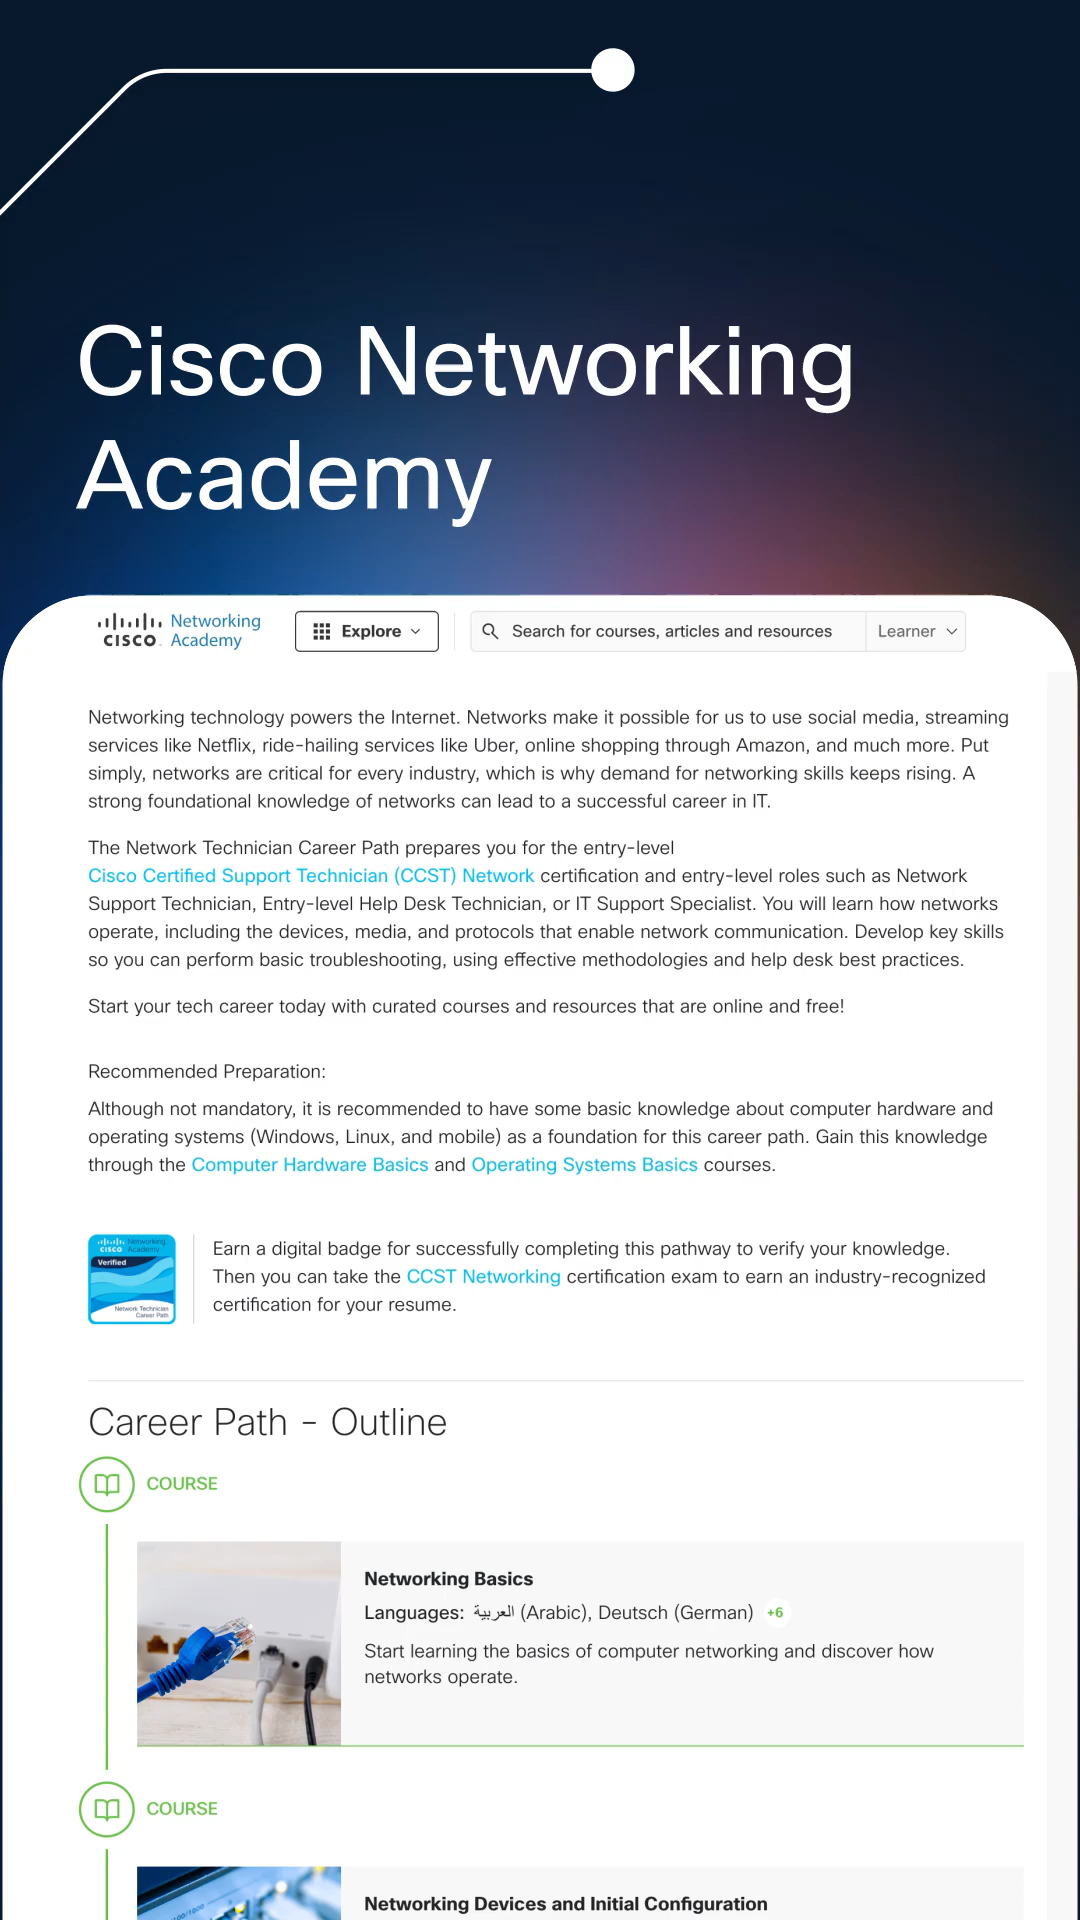 Cisco Networking
Academy
CISCO
Networking
Academy
Explore
Search for courses, articles and resources
Learner
Networking technology powers the Internet. Networks make it possible for us to use social media, streaming
services like Netflix, ride-hailing services like Uber, online shopping through Amazon, and much more. Put
simply, networks are critical for every industry, which is why demand for networking skills keeps rising. A
strong foundational knowledge of networks can lead to a successful career in IT.
The Network Technician Career Path prepares you for the entry-level
Cisco Certified Support Technician (CCST) Network certification and entry-level roles such as Network
Support Technician, Entry-level Help Desk Technician, or IT Support Specialist. You will learn how networks
operate, including the devices, media, and protocols that enable network communication. Develop key skills
so you can perform basic troubleshooting, using effective methodologies and help desk best practices.
Start your tech career today with curated courses and resources that are online and free!
Recommended Preparation:
Although not mandatory, it is recommended to have some basic knowledge about computer hardware and
operating systems (Windows, Linux, and mobile) as a foundation for this career path. Gain this knowledge
through the Computer Hardware Basics and Operating Systems Basics courses.
CISCO
Networking
Academy
Verified
Network Technician
Career Path
Earn a digital badge for successfully completing this pathway to verify your knowledge.
Then you can take the CCST Networking certification exam to earn an industry-recognized
certification for your resume.
Career Path - Outline
COURSE
Networking Basics
Languages: العربية (Arabic), Deutsch (German) +6
Start learning the basics of computer networking and discover how
networks operate.
COURSE
Networking Devices and Initial Configuration